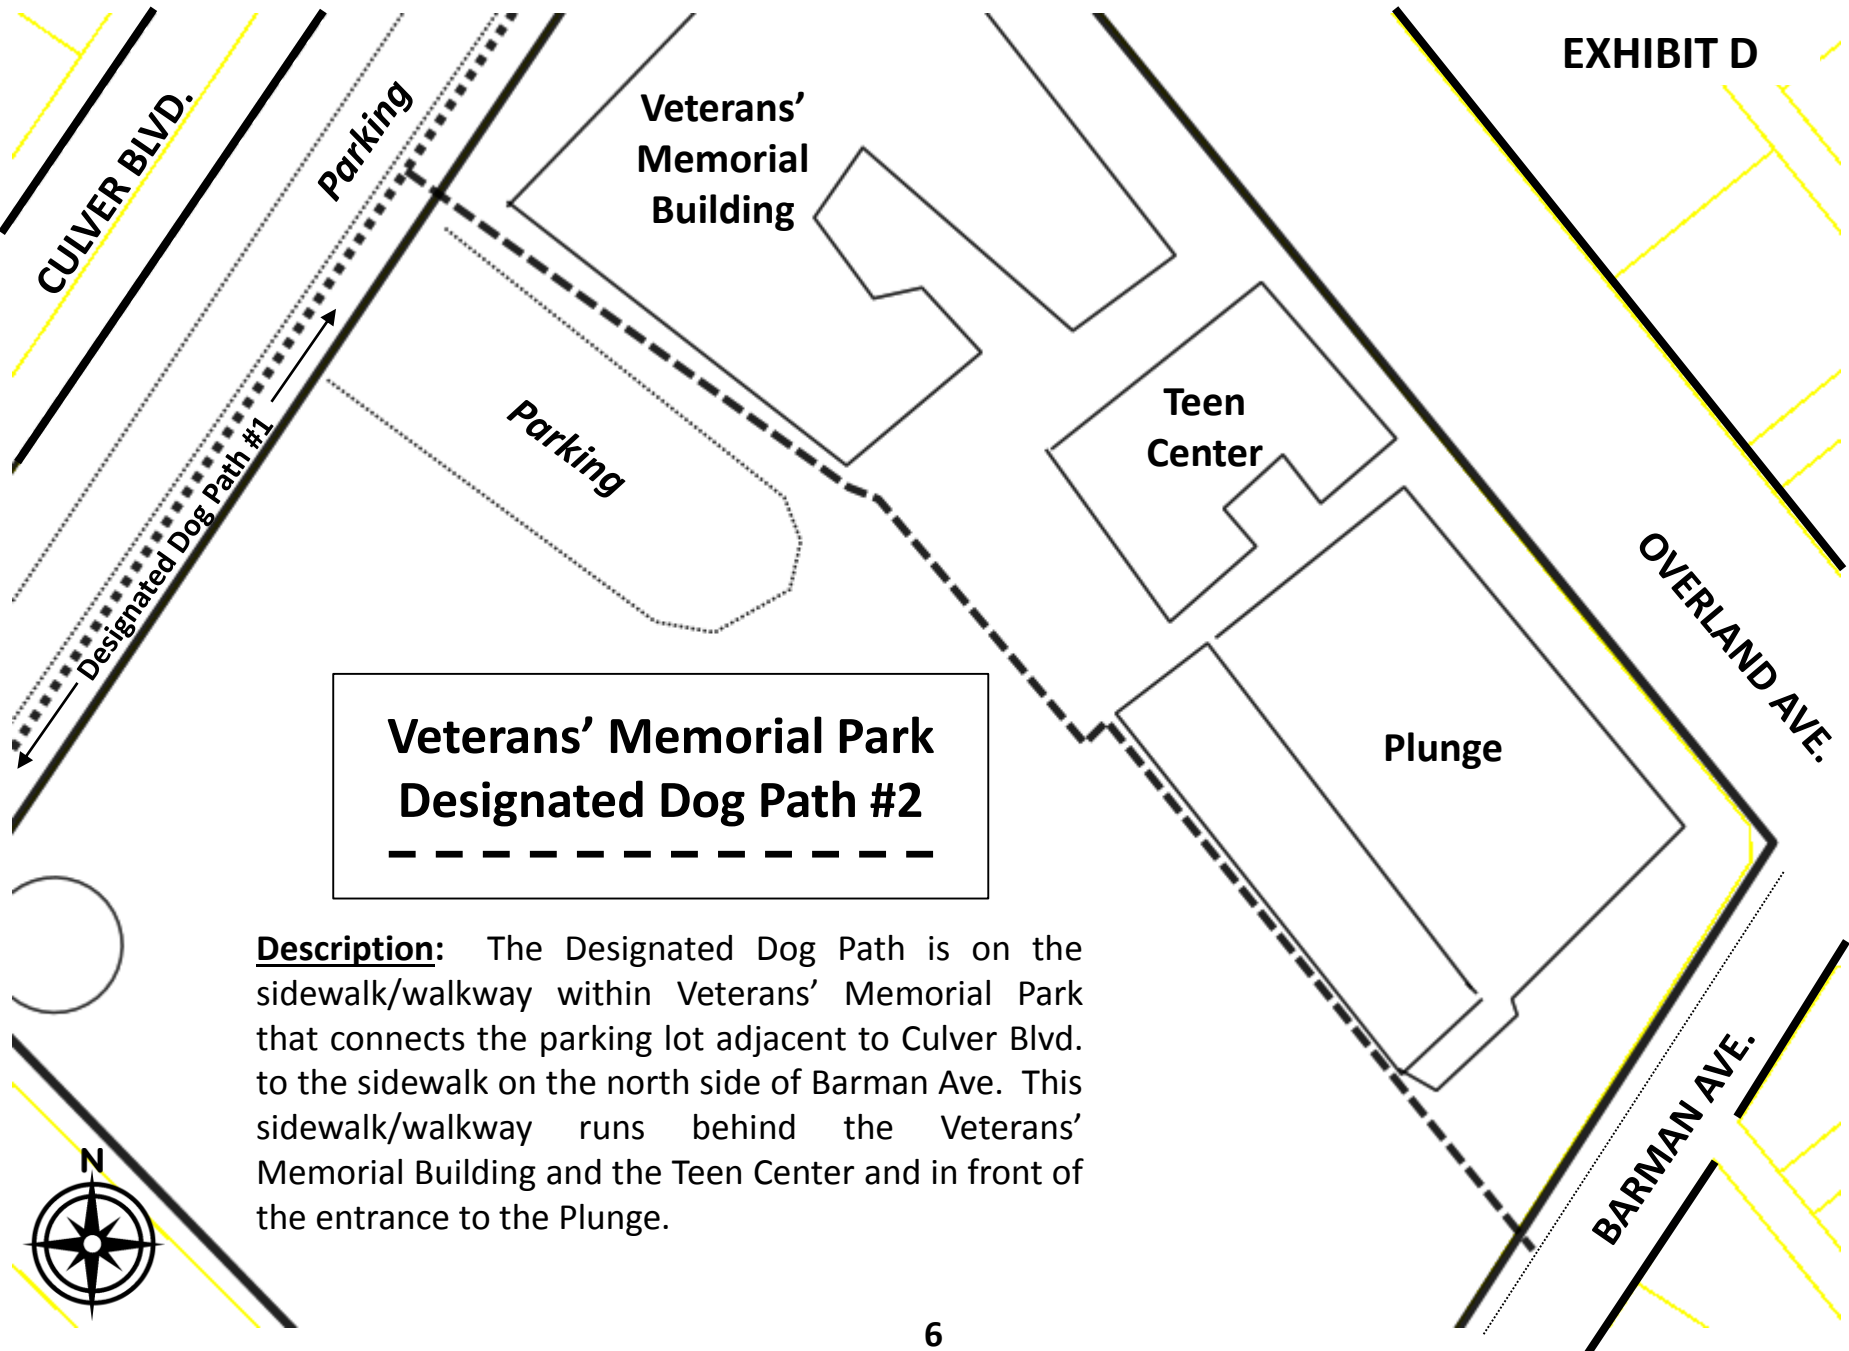 EXHIBIT D
CULVER BLVD.
Parking
Veterans’
Memorial
Building
Designated Dog Path #1
Parking
Teen
Center
OVERLAND AVE.
Plunge
Veterans’ Memorial Park
Designated Dog Path #2
Description: The Designated Dog Path is on the
sidewalk/walkway within Veterans’ Memorial Park
that connects the parking lot adjacent to Culver Blvd.
to the sidewalk on the north side of Barman Ave. This
sidewalk/walkway runs behind the Veterans’
Memorial Building and the Teen Center and in front of
the entrance to the Plunge.
BARMAN AVE.
N
6